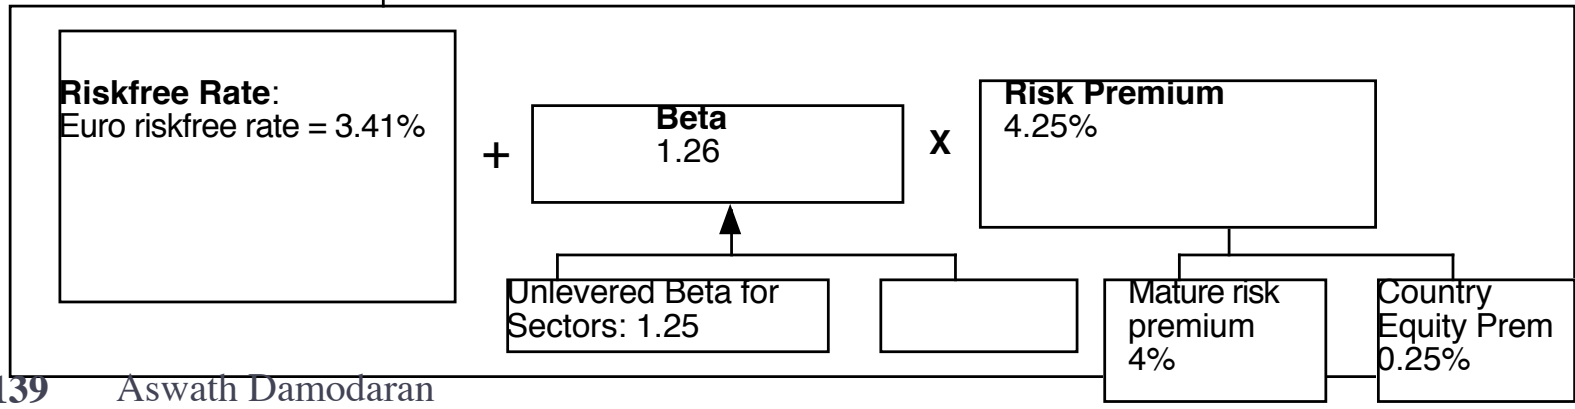 Riskfree Rate:
Euro riskfree rate = 3.41%
+
Beta
1.26
X
Risk Premium
4.25%
Unlevered Beta for
Sectors: 1.25
Mature risk
premium
4%
Country
Equity Prem
0.25%
139 Aswath Damodaran